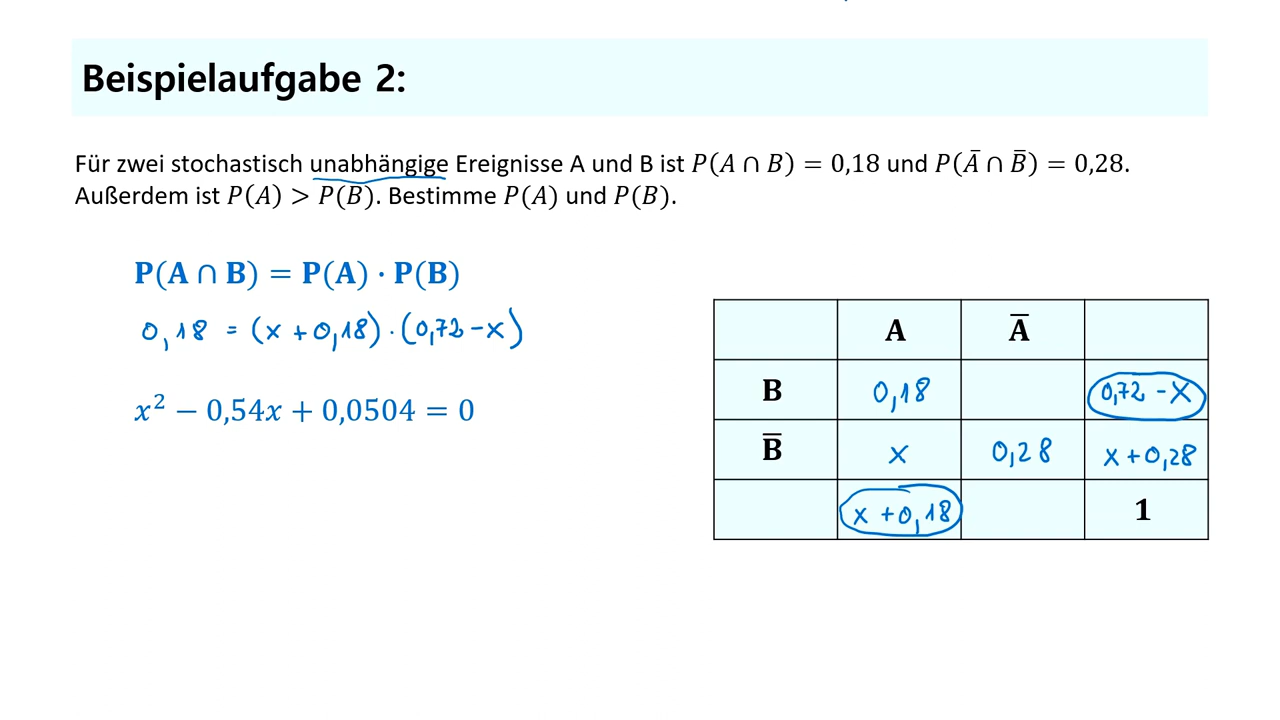 Beispielaufgabe 2:
Für zwei stochastisch unabhängige Ereignisse A und B ist P(A ∩ B) = 0,18 und P(Ā ∩ B̄) = 0,28.
Außerdem ist P(A) > P(B). Bestimme P(A) und P(B).
P(A ∩ B) = P(A) · P(B)
0,18 = (x + 0,18) · (0,72 - x)
x² − 0,54x + 0,0504 = 0
A Ā
B 0,18 0,72 - x
B̄ x 0,28 x + 0,28
x + 0,18 1